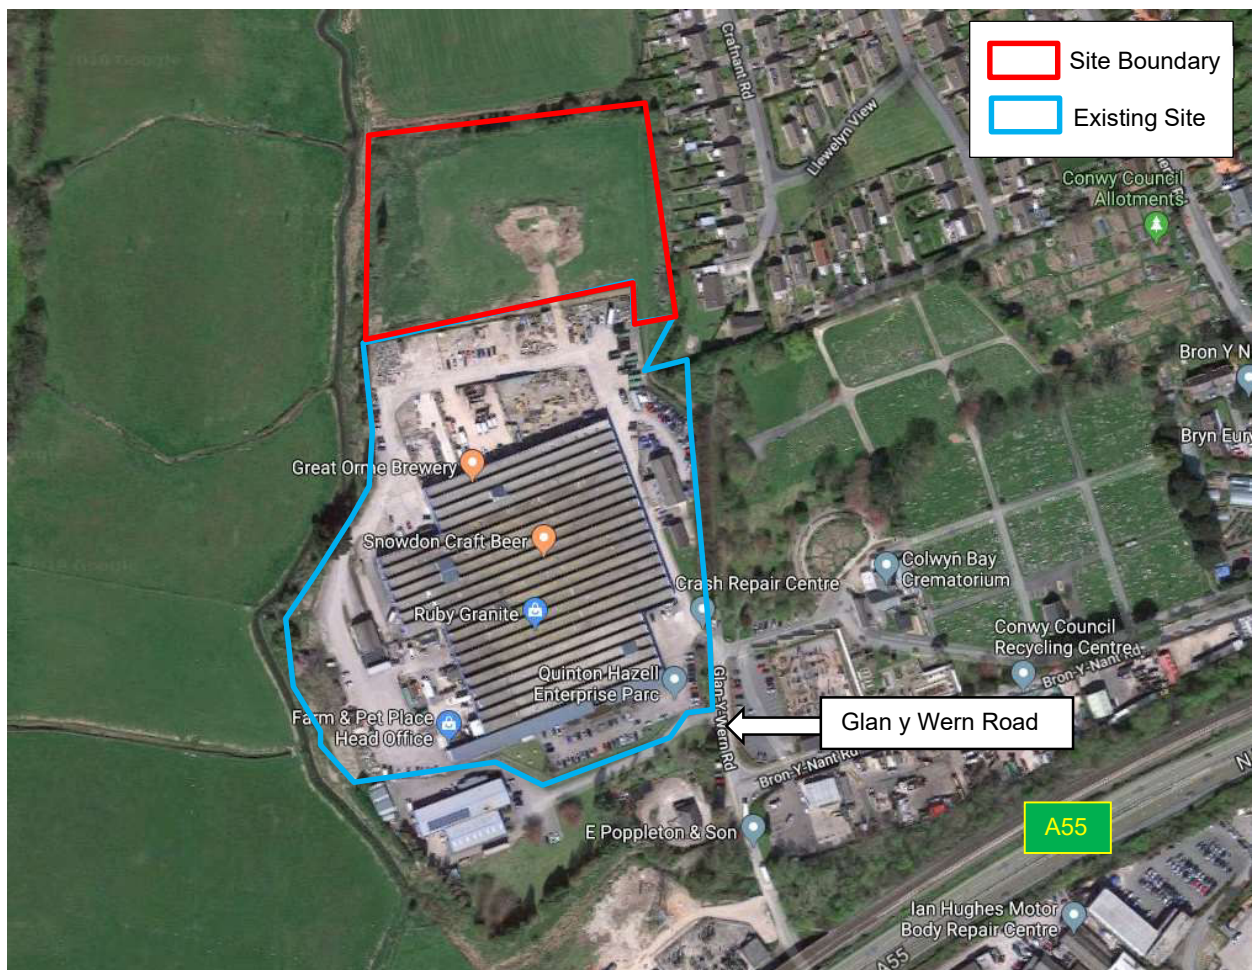 Site Boundary
Existing Site
Crafnant Rd
Llewelyn View
Conwy Council
Allotments
Bron Y N
Bryn Eury
Great Orme Brewery
Snowdon Craft Beer
Ruby Granite
Crash Repair Centre
Colwyn Bay
Crematorium
Conwy Council
Recycling Centre
Bron-Y-Nant Rd
Quinton Hazell
Enterprise Parc
Farm & Pet Place
Head Office
Glan-Y-Wern Rd
Glan y Wern Road
Bron-Y-Nant Rd
E Poppleton & Son
A55
N
Ian Hughes Motor
Body Repair Centre
A55